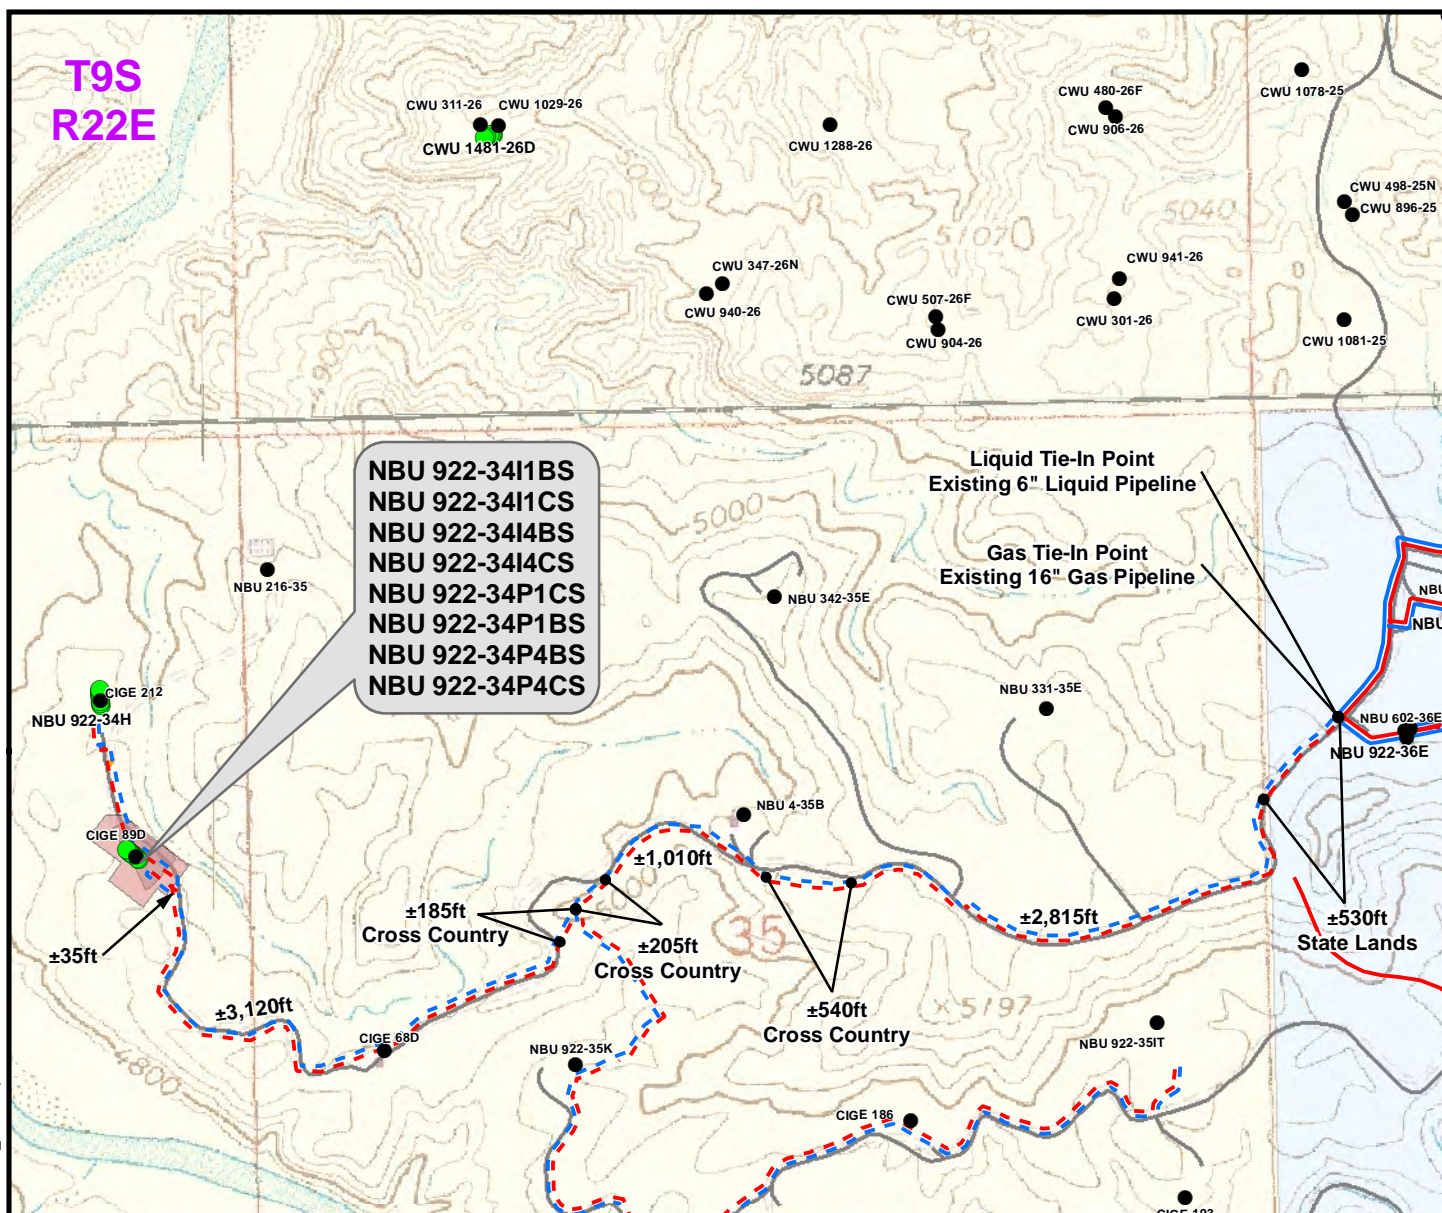 T9S
R22E
CWU 311-26
CWU 1029-26
CWU 1481-26D
CWU 1288-26
CWU 480-26F
CWU 906-26
CWU 1078-25
CWU 498-25N
CWU 896-25
5040
51070
CWU 347-26N
CWU 940-26
CWU 941-26
CWU 301-26
CWU 507-26F
CWU 904-26
CWU 1081-25
5087
NBU 922-34I1BS
NBU 922-34I1CS
NBU 922-34I4BS
NBU 922-34I4CS
NBU 922-34P1CS
NBU 922-34P1BS
NBU 922-34P4BS
NBU 922-34P4CS
Liquid Tie-In Point
Existing 6" Liquid Pipeline
Gas Tie-In Point
Existing 16" Gas Pipeline
5000
NBU 216-35
NBU 342-35E
NBU
NBU
CIGE 212
NBU 922-34H
NBU 331-35E
NBU 602-36E
NBU 922-36E
CIGE 89D
NBU 4-35B
±1,010ft
±185ft
Cross Country
±205ft
Cross Country
35
±2,815ft
±530ft
State Lands
±35ft
±3,120ft
±540ft
Cross Country
5197
CIGE 68D
NBU 922-35K
NBU 922-35IT
4800
CIGE 186
CIGE 193